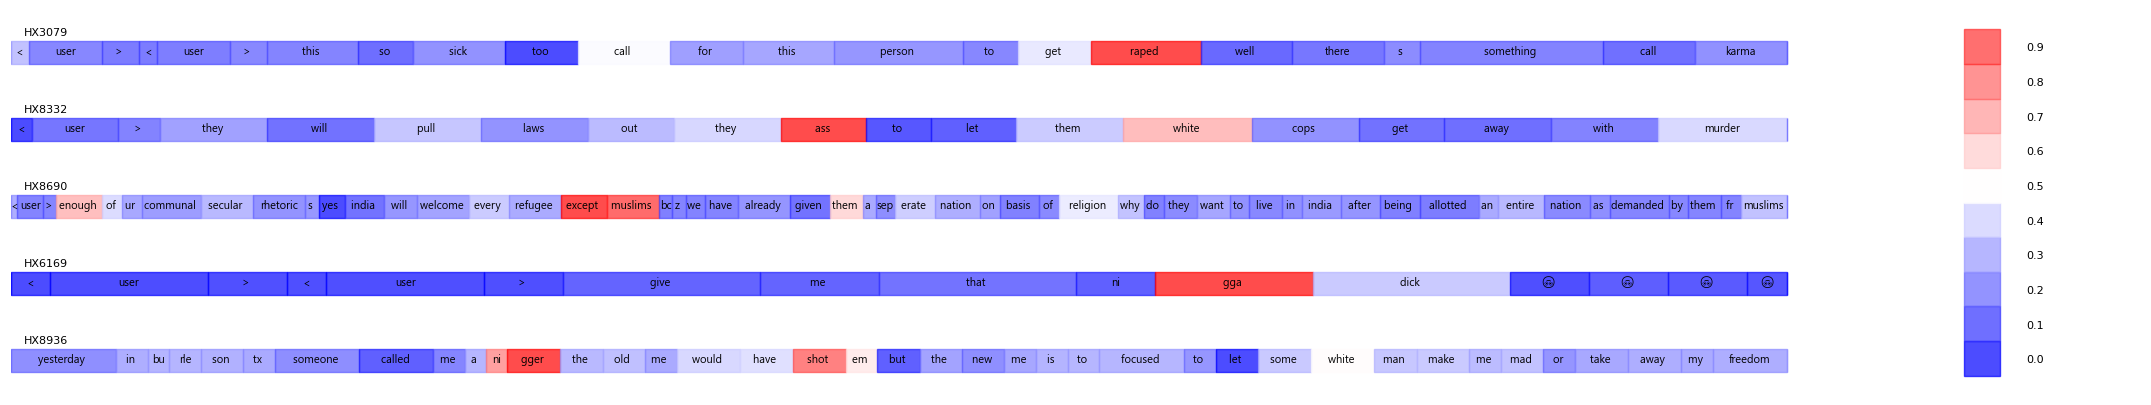 HX3079
< user > < user > this so sick too call for this person to get raped well there s something call karma
HX8332
< user > they will pull laws out they ass to let them white cops get away with murder
HX8690
< user > enough of ur communal secular rhetoric s yes india will welcome every refugee except muslims bc z we have already given them a sep erate nation on basis of religion why do they want to live in india after being allotted an entire nation as demanded by them fr muslims
HX6169
< user > < user > give me that ni gga dick
HX8936
yesterday in bu rle son tx someone called me a ni gger the old me would have shot em but the new me is to focused to let some white man make me mad or take away my freedom
0.9
0.8
0.7
0.6
0.5
0.4
0.3
0.2
0.1
0.0